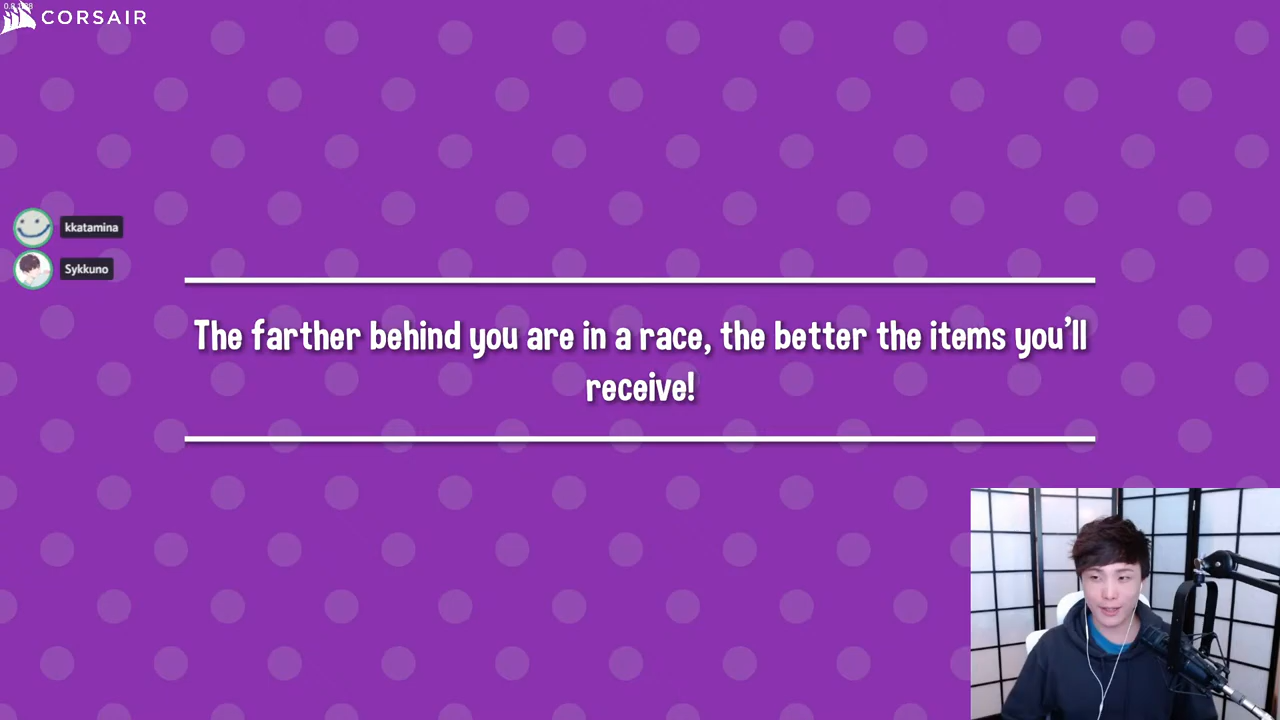 CORSAIR
kkatamina
Sykkuno
The farther behind you are in a race, the better the items you'll
receive!